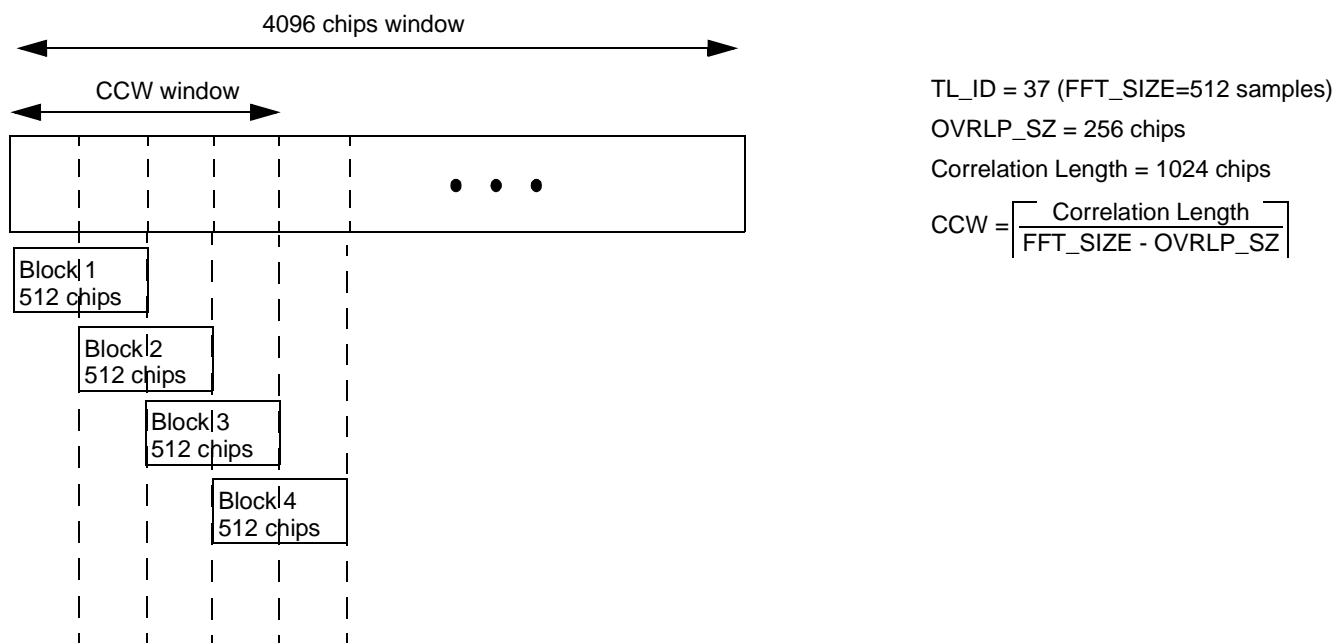 4096 chips window
CCW window
TL_ID = 37 (FFT_SIZE=512 samples)
OVRLP_SZ = 256 chips
Correlation Length = 1024 chips
CCW = Correlation Length
FFT_SIZE - OVRLP_SZ
Block 1
512 chips
Block 2
512 chips
Block 3
512 chips
Block 4
512 chips